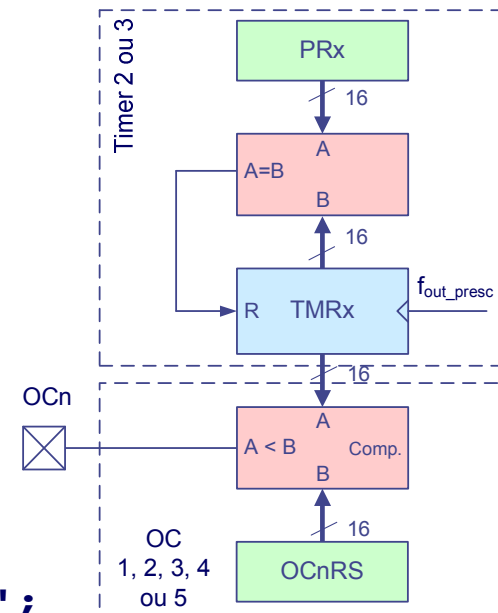 Timer 2 ou 3
PRx
16
A
A=B
B
16
R
TMRx
f_out_presc
16
OCn
A
A < B
Comp.
B
16
OC
1, 2, 3, 4
ou 5
OCnRS
';